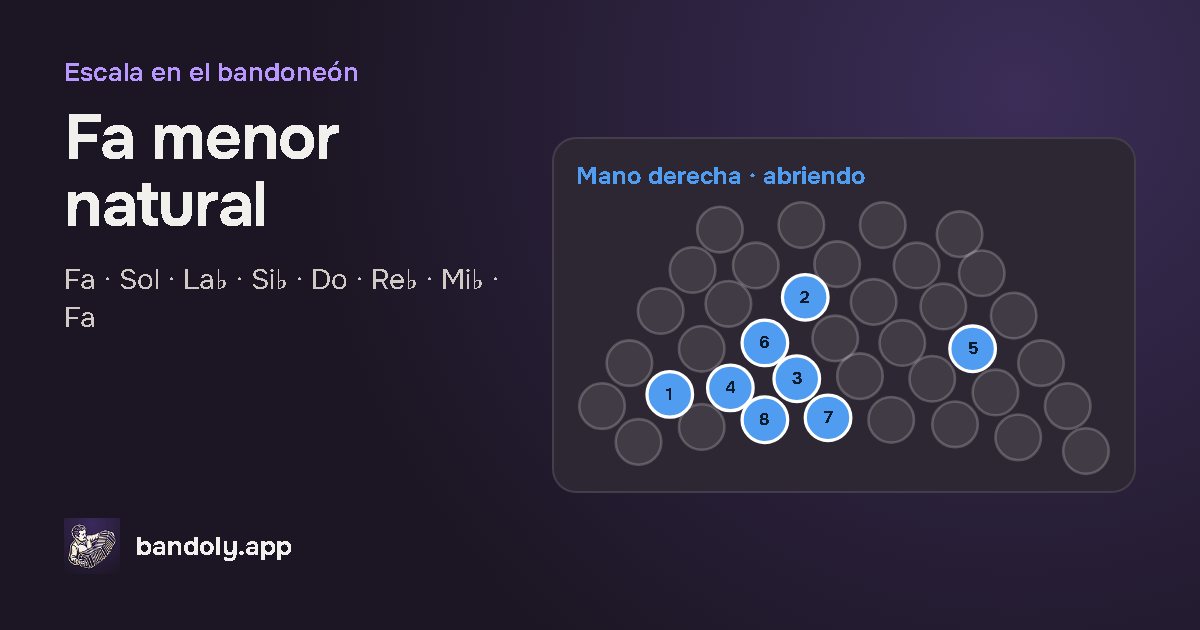 Escala en el bandoneón
Fa menor
natural
Fa · Sol · La♭ · Si♭ · Do · Re♭ · Mi♭ ·
Fa
Mano derecha · abriendo
2
6
5
3
4
1
8
7
bandoly.app